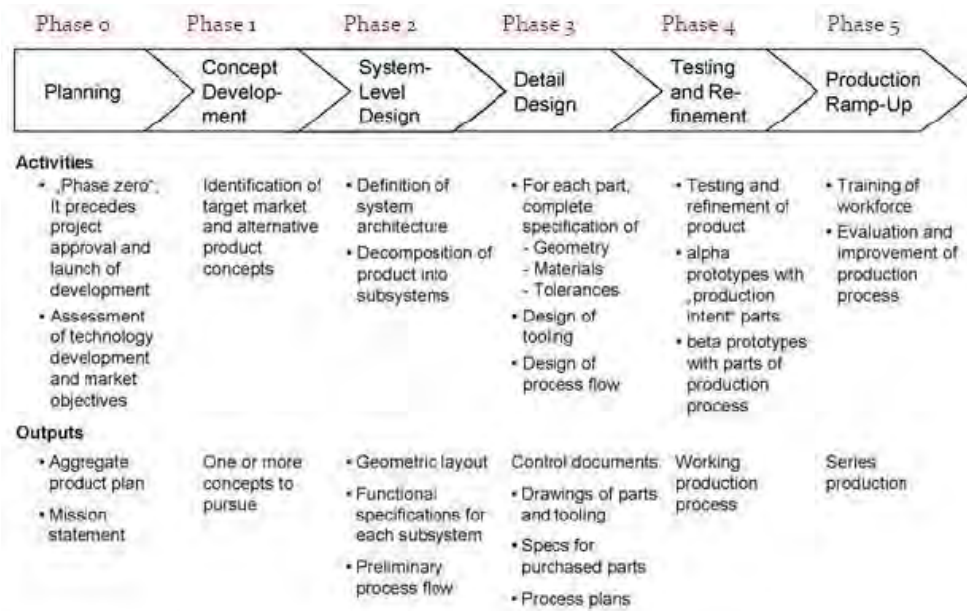 Phase 0 Phase 1 Phase 2 Phase 3 Phase 4 Phase 5
Planning
Concept
Develop-
ment
System-
Level
Design
Detail
Design
Testing
and Re-
finement
Production
Ramp-Up
Activities
• „Phase zero“:
It precedes
project
approval and
launch of
development
• Assessment
of technology
development
and market
objectives
Identification of
target market
and alternative
product
concepts
• Definition of
system
architecture
• Decomposition of
product into
subsystems
• For each part,
complete
specification of
- Geometry
- Materials
- Tolerances
• Design of
tooling
• Design of
process flow
• Testing and
refinement of
product
• alpha
prototypes with
„production
intent“ parts
• beta prototypes
with parts of
production
process
• Training of
workforce
• Evaluation and
improvement of
production
process
Outputs
• Aggregate
product plan
• Mission
statement
One or more
concepts to
pursue
• Geometric layout
• Functional
specifications for
each subsystem
• Preliminary
process flow
Control documents:
• Drawings of parts
and tooling
• Specs for
purchased parts
• Process plans
Working
production
process
Series
production